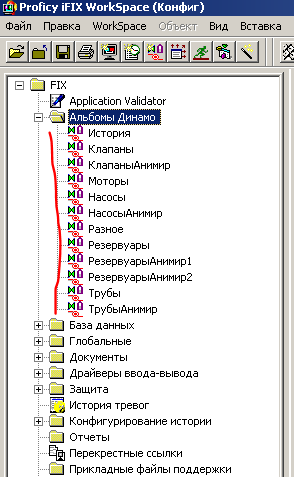 Proficy iFIX WorkSpace (Конфиг)
Файл Правка WorkSpace Объект Вид Вставка
FIX
Application Validator
Альбомы Динамо
История
Клапаны
КлапаныАнимир
Моторы
Насосы
НасосыАнимир
Разное
Резервуары
РезервуарыАнимир1
РезервуарыАнимир2
Трубы
ТрубыАнимир
База данных
Глобальные
Документы
Драйверы ввода-вывода
Защита
История тревог
Конфигурирование истории
Отчеты
Перекрестные ссылки
Прикладные файлы поддержки